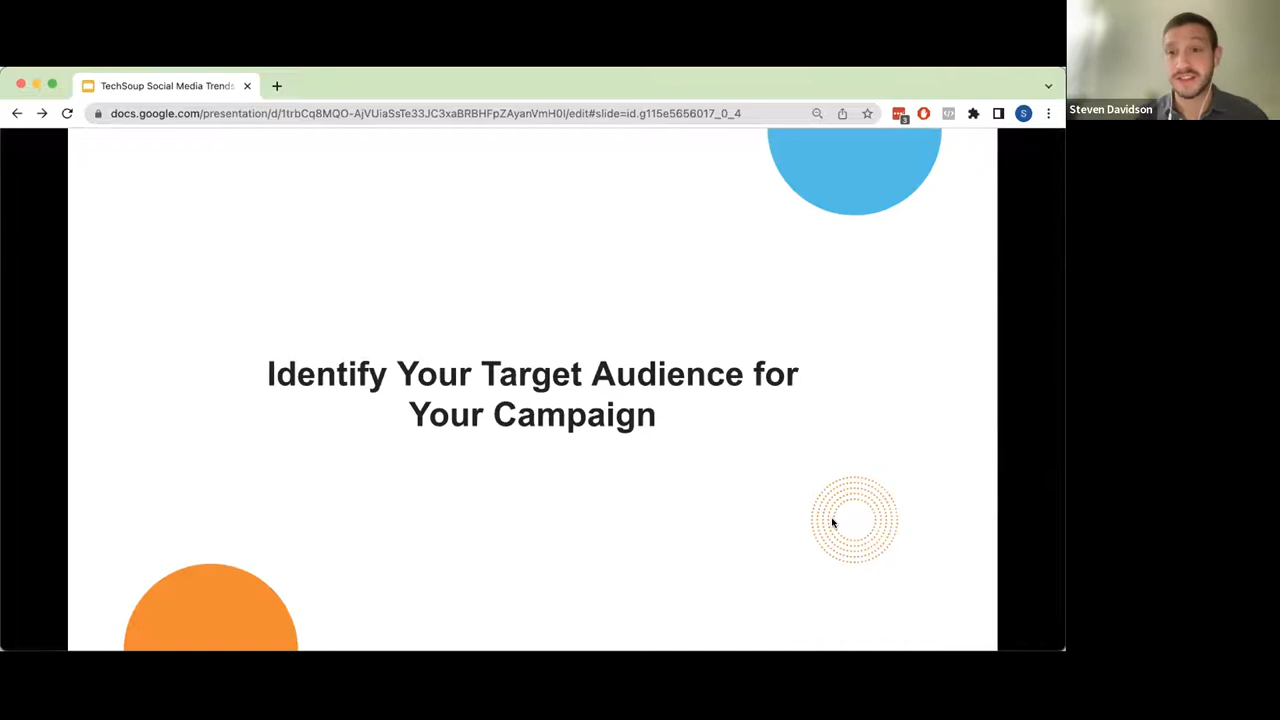 TechSoup Social Media Trends
docs.google.com/presentation/d/1trbCq8MQO-AjVUiaSsTe33JC3xaBRBHFpZAyanVmH0I/edit#slide=id.g115e5656017_0_4
3
S
Steven Davidson
Identify Your Target Audience for
Your Campaign